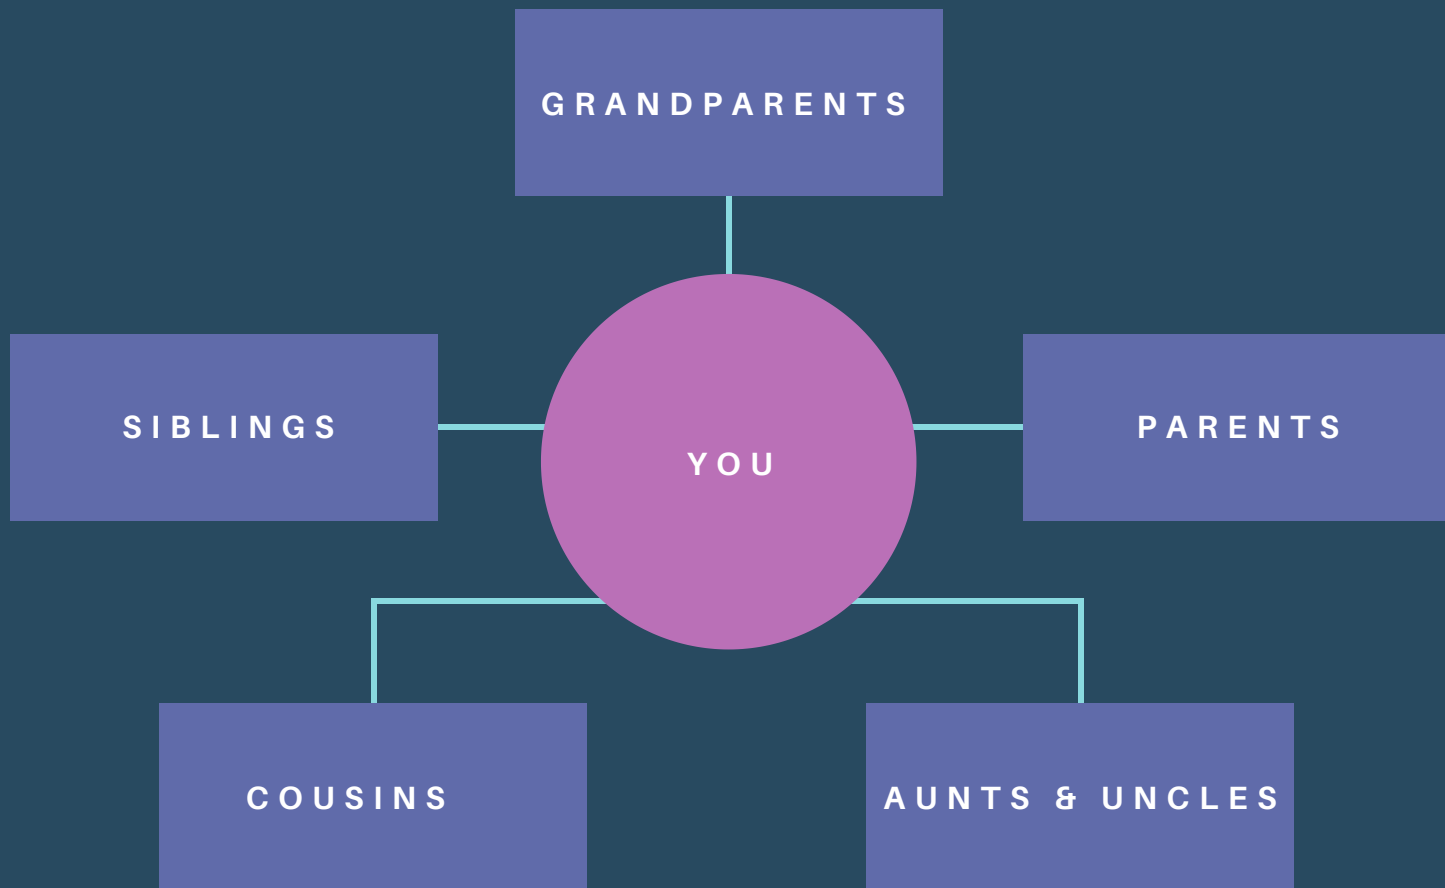 GRANDPARENTS
SIBLINGS
YOU
PARENTS
COUSINS
AUNTS & UNCLES